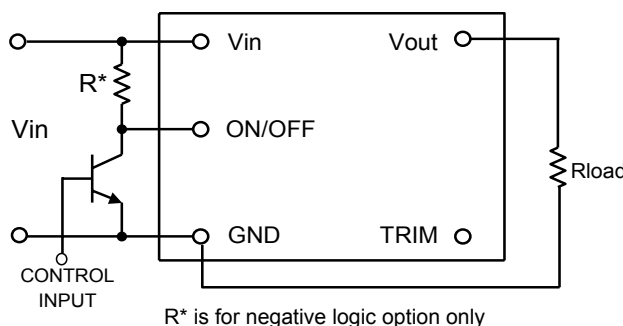 Vin
Vout
R*
Vin
ON/OFF
Rload
GND
TRIM
CONTROL
INPUT
R* is for negative logic option only